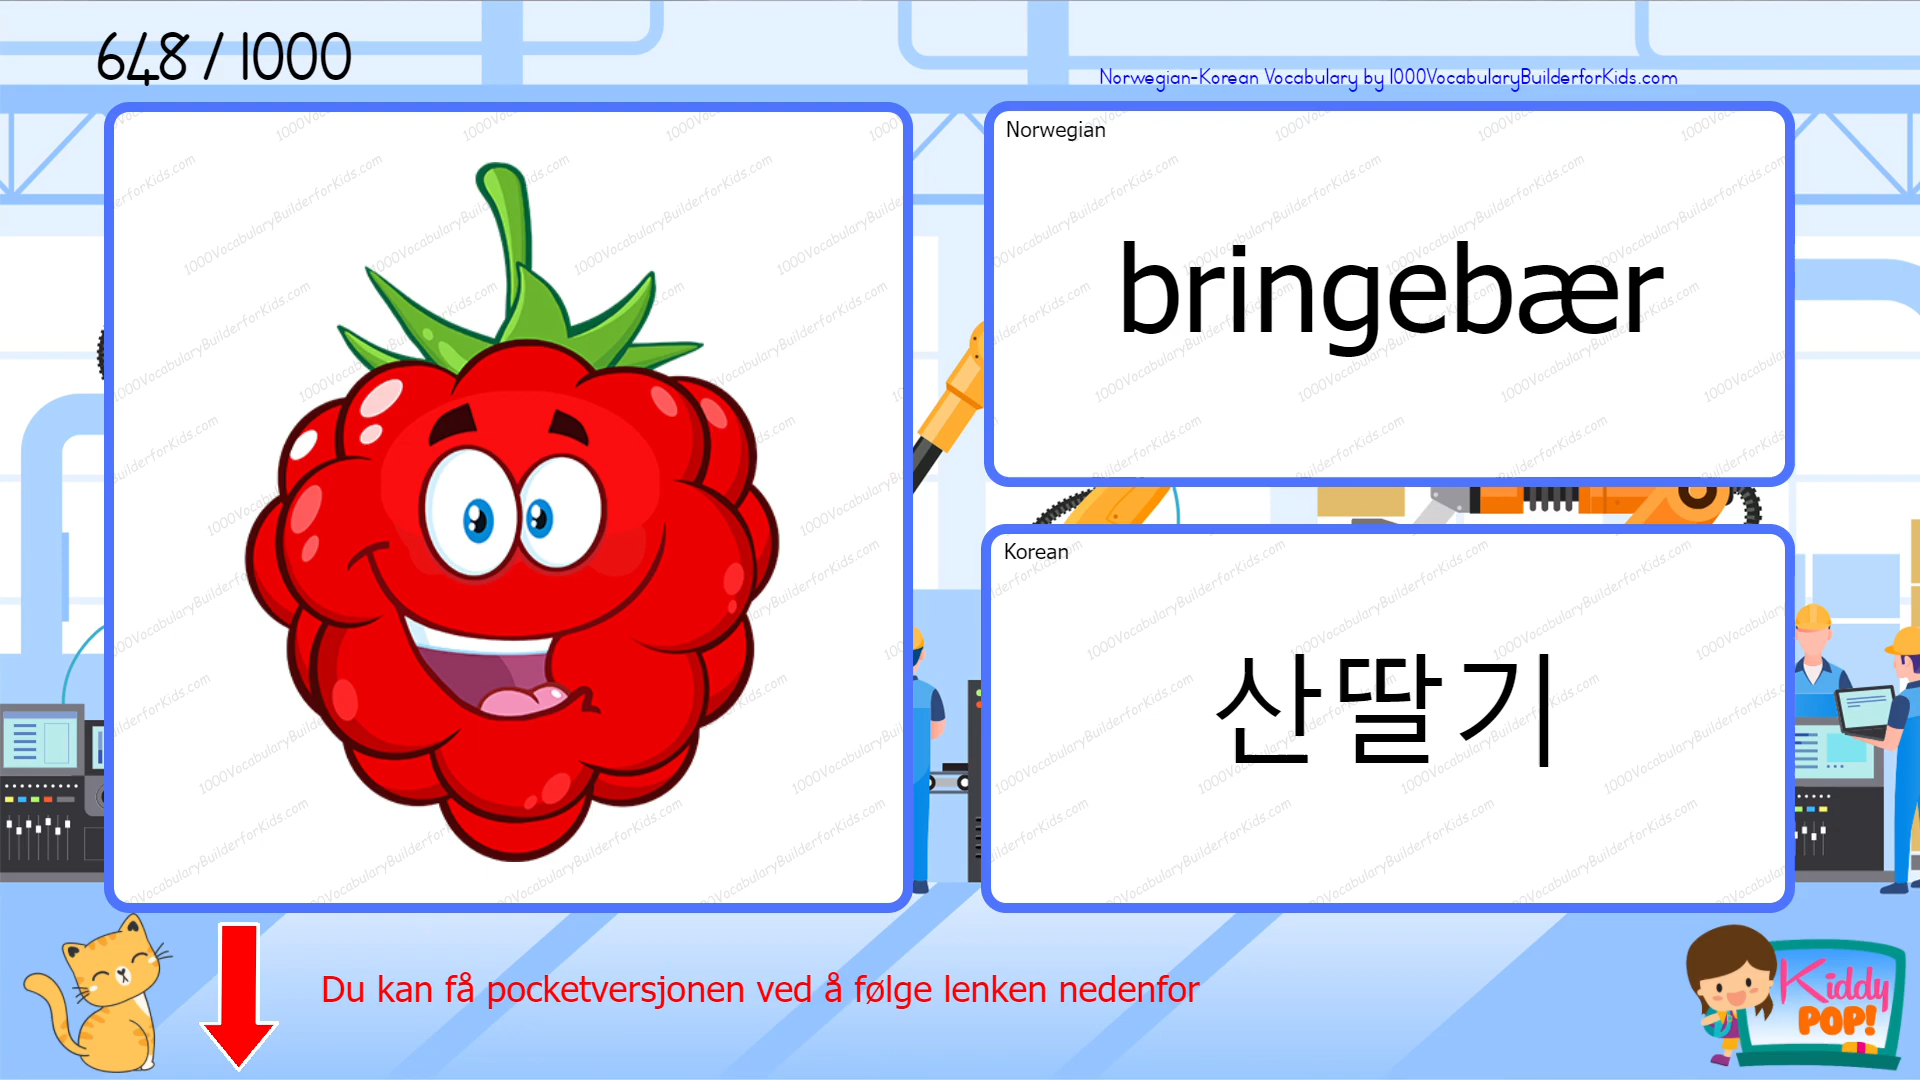 648 / 1000
Norwegian-Korean Vocabulary by 1000VocabularyBuilderforKids.com
Norwegian
bringebær
Korean
산딸기
Du kan få pocketversjonen ved å følge lenken nedenfor
Kiddy
POP!